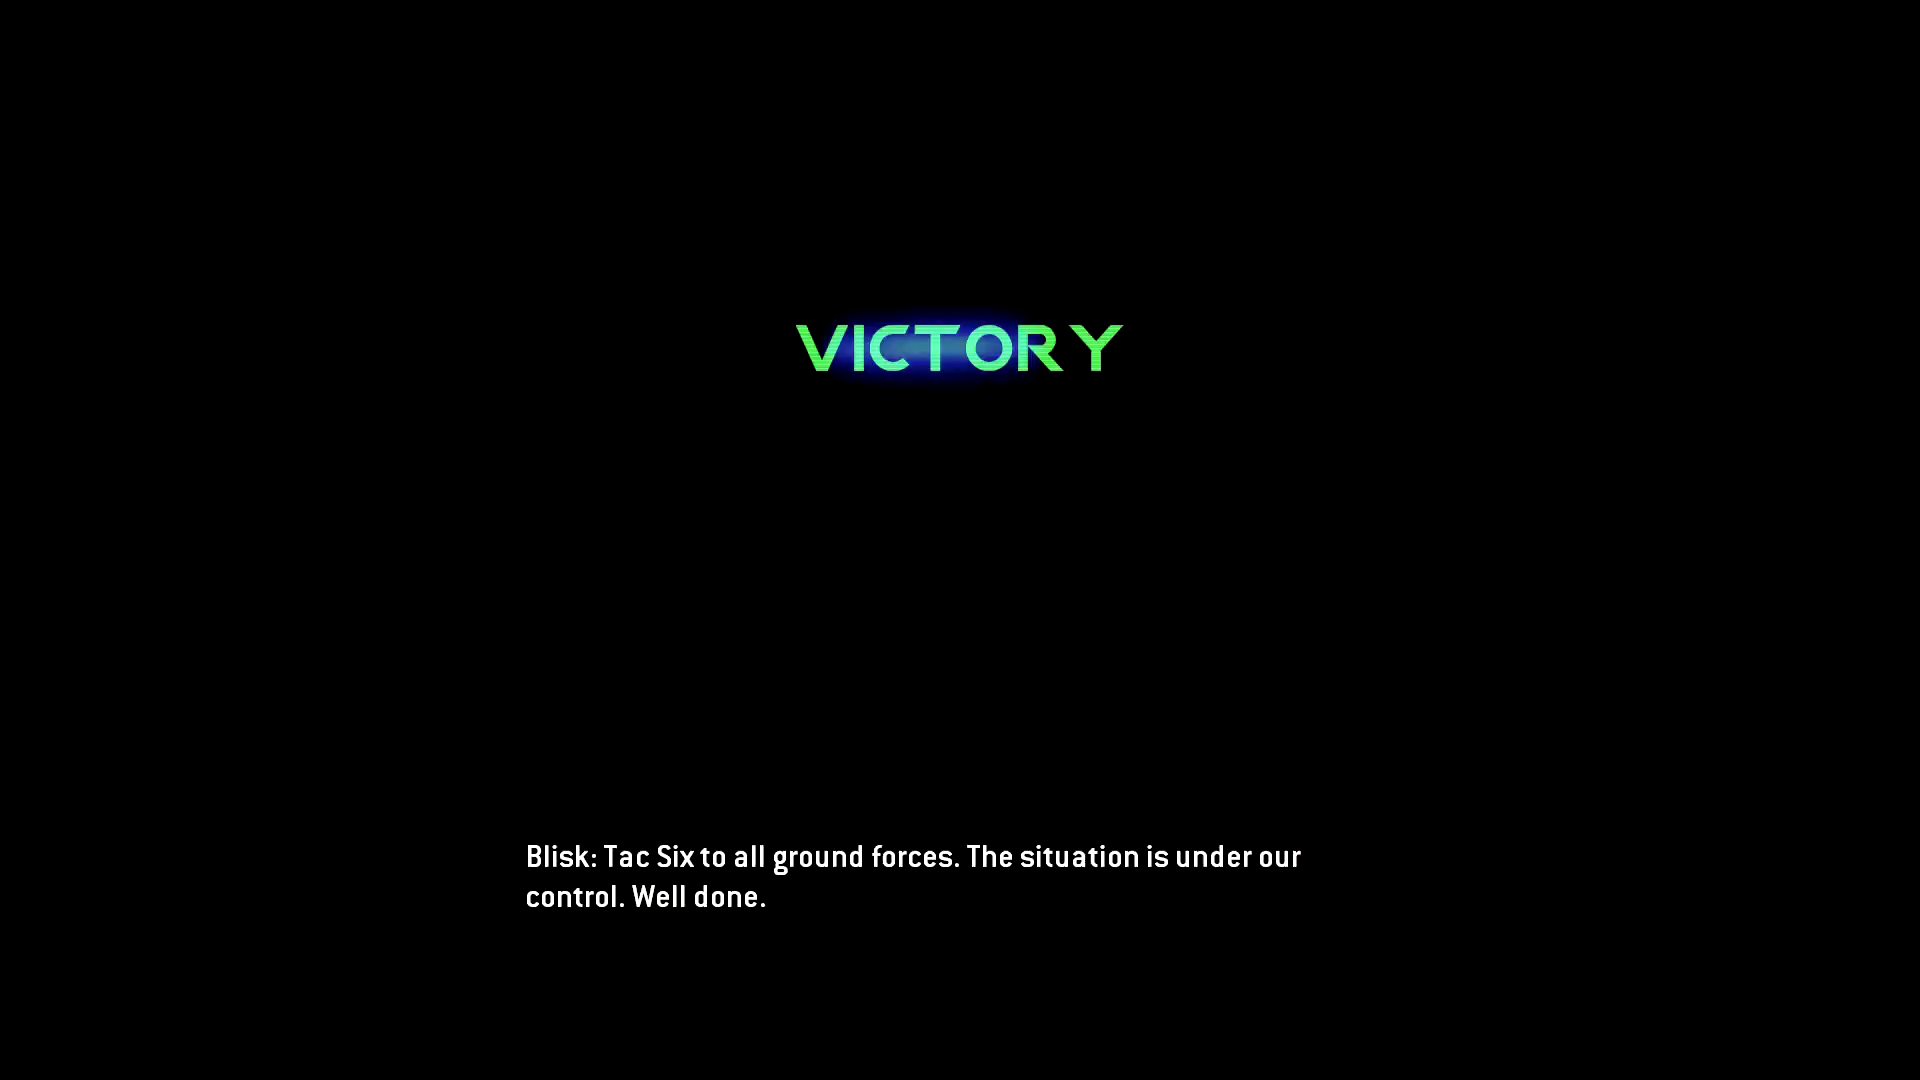 VICTORY
Blisk: Tac Six to all ground forces. The situation is under our
control. Well done.